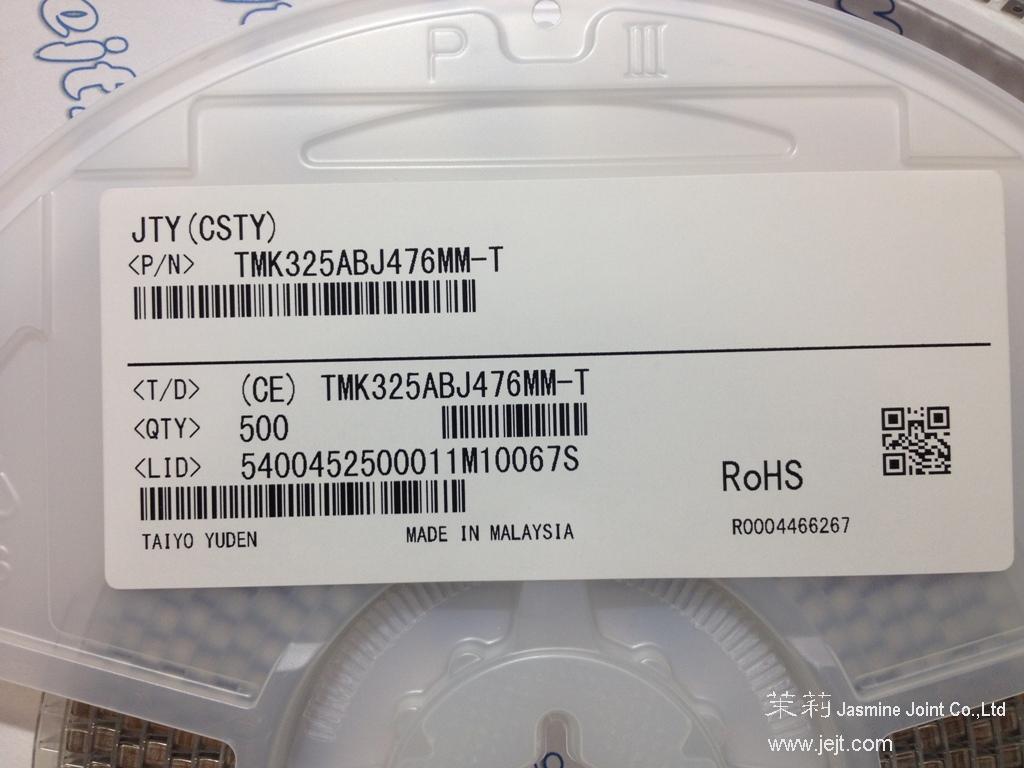 ejt
P III
JTY(CSTY)
<P/N> TMK325ABJ476MM-T
<T/D> (CE) TMK325ABJ476MM-T
<QTY> 500
<LID> 5400452500011M10067S
RoHS
TAIYO YUDEN MADE IN MALAYSIA R0004466267
茉莉 Jasmine Joint Co.,Ltd
www.jejt.com